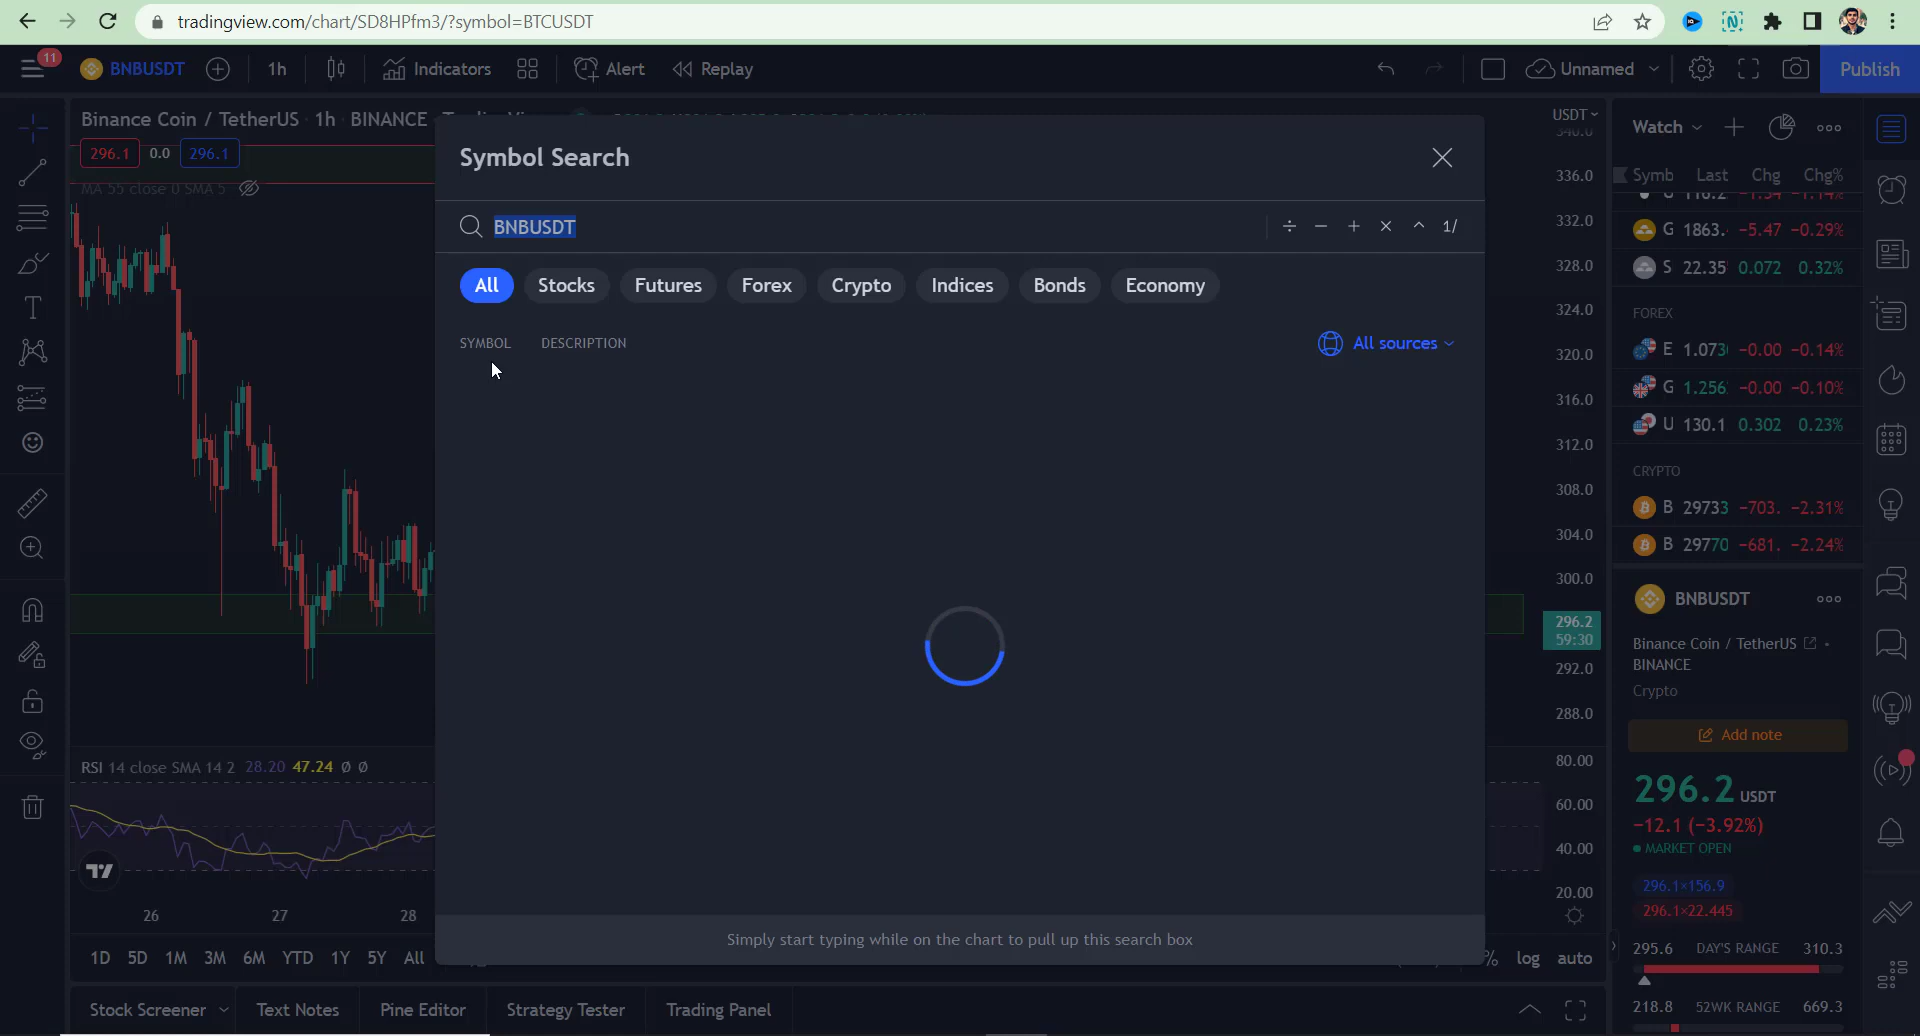 tradingview.com/chart/SD8HPfm3/?symbol=BTCUSDT
11
BNBUSDT
1h
Indicators
Alert
Replay
Unnamed
Publish
Binance Coin / TetherUS 1h · BINANCE
296.1
0.0
296.1
MA 55 close 0 SMA 5
Symbol Search
BNBUSDT
÷ − + × ^ 1/
All
Stocks
Futures
Forex
Crypto
Indices
Bonds
Economy
SYMBOL
DESCRIPTION
All sources
Simply start typing while on the chart to pull up this search box
USDT
340.0
336.0
332.0
328.0
324.0
320.0
316.0
312.0
308.0
304.0
300.0
296.2
59:30
292.0
288.0
80.00
60.00
40.00
20.00
RSI 14 close SMA 14 2 28.20 47.24 Ø Ø
26
27
28
1D 5D 1M 3M 6M YTD 1Y 5Y All
% log auto
Stock Screener
Text Notes
Pine Editor
Strategy Tester
Trading Panel
Watch
Symb Last Chg Chg%
G 1863. −5.47 −0.29%
S 22.35 0.072 0.32%
FOREX
E 1.073 −0.00 −0.14%
G 1.256 −0.00 −0.10%
U 130.1 0.302 0.23%
CRYPTO
B 29733 −703. −2.31%
B 29770 −681. −2.24%
BNBUSDT
Binance Coin / TetherUS
BINANCE
Crypto
Add note
296.2 USDT
−12.1 (−3.92%)
MARKET OPEN
296.1×156.9
296.1×22.445
295.6 DAY'S RANGE 310.3
218.8 52WK RANGE 669.3